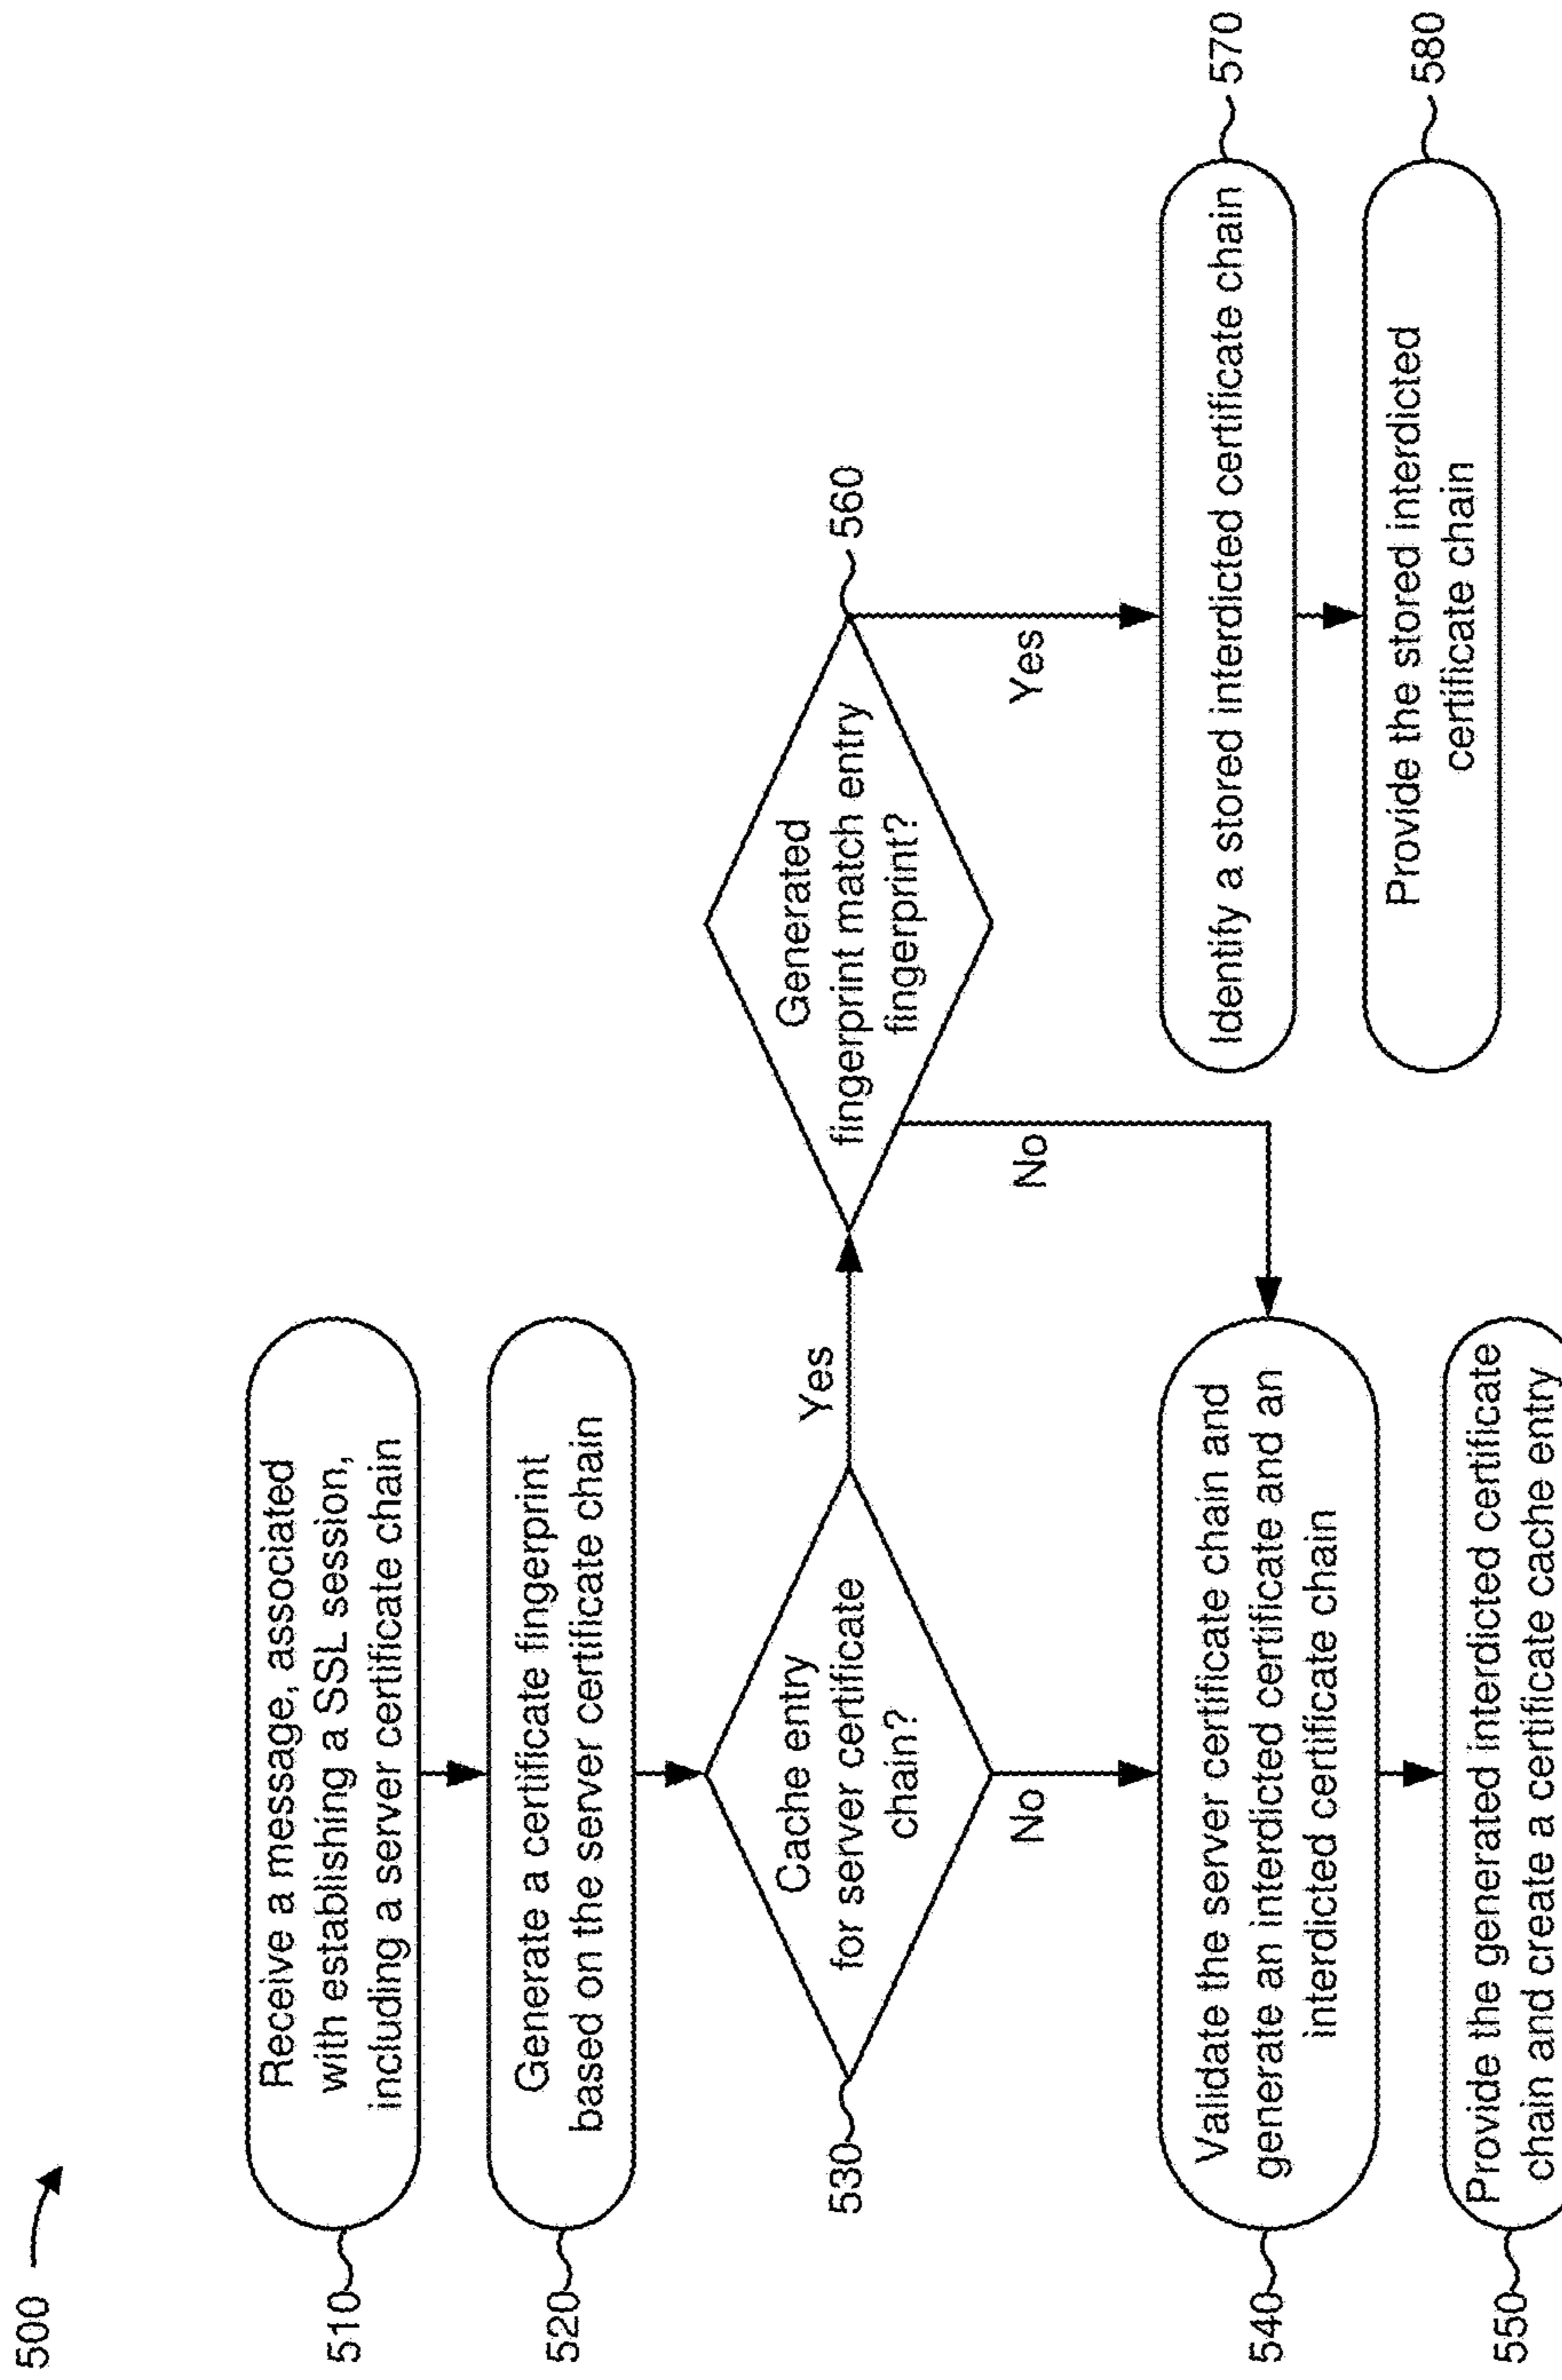 500
510
Receive a message, associated
with establishing a SSL session,
including a server certificate chain
520
Generate a certificate fingerprint
based on the server certificate chain
530
Cache entry
for server certificate
chain?
Yes
Generated
fingerprint match entry
fingerprint?
560
No
No
Yes
540
Validate the server certificate chain and
generate an interdicted certificate and an
interdicted certificate chain
Identify a stored interdicted certificate chain
570
550
Provide the generated interdicted certificate
chain and create a certificate cache entry
Provide the stored interdicted
certificate chain
580